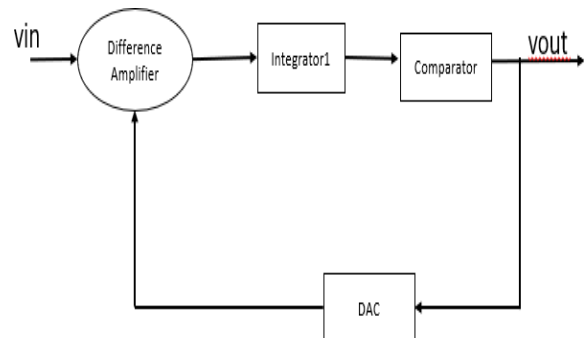 vin
Difference
Amplifier
Integrator1
Comparator
vout
DAC